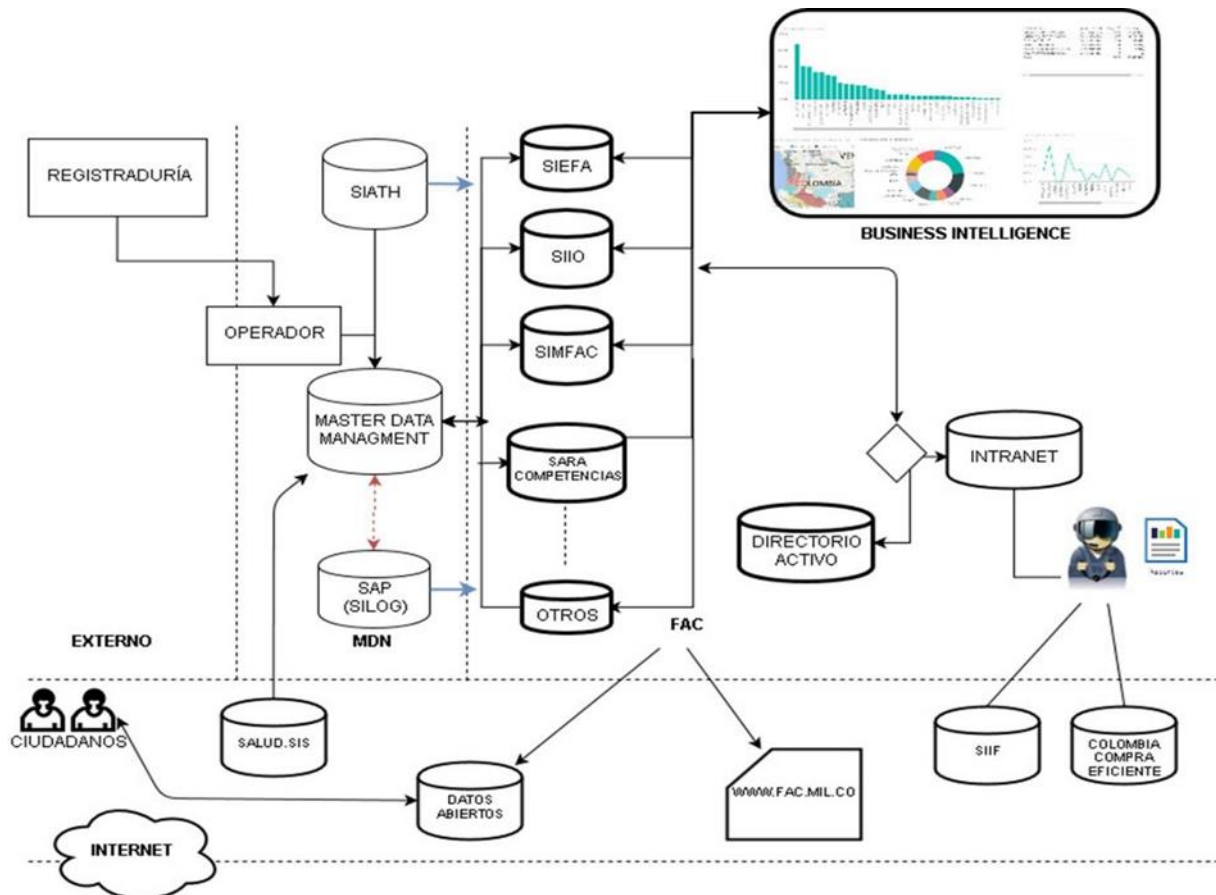 REGISTRADURÍA
SIATH
SIEFA
BUSINESS INTELLIGENCE
SIIO
OPERADOR
SIMFAC
MASTER DATA
MANAGMENT
SARA
COMPETENCIAS
INTRANET
DIRECTORIO
ACTIVO
SAP
(SILOG)
OTROS
EXTERNO
MDN
FAC
CIUDADANOS
SALUD.SIS
SIIF
COLOMBIA
COMPRA
EFICIENTE
DATOS
ABIERTOS
WWW.FAC.MIL.CO
INTERNET